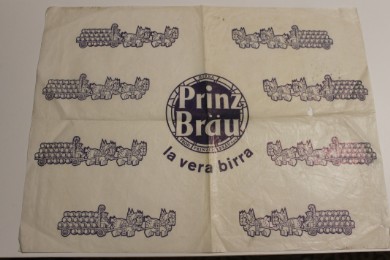 Prinz
Bräu
la vera birra